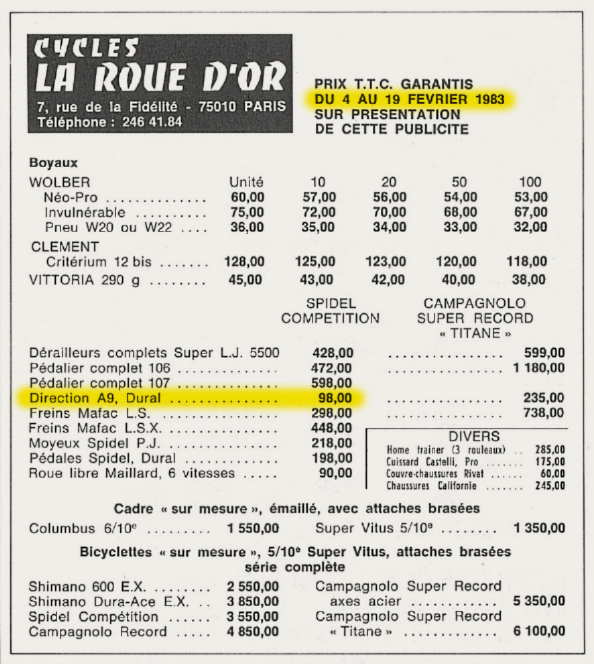 CYCLES
LA ROUE D'OR
7, rue de la Fidélité - 75010 PARIS
Téléphone : 246 41.84
PRIX T.T.C. GARANTIS
DU 4 AU 19 FEVRIER 1983
SUR PRESENTATION
DE CETTE PUBLICITE
Boyaux
WOLBER Unité 10 20 50 100
Néo-Pro .............. 60,00 57,00 56,00 54,00 53,00
Invulnérable .......... 75,00 72,00 70,00 68,00 67,00
Pneu W20 ou W22 .... 36,00 35,00 34,00 33,00 32,00
CLEMENT
Critérium 12 bis ....... 128,00 125,00 123,00 120,00 118,00
VITTORIA 290 g ......... 45,00 43,00 42,00 40,00 38,00
SPIDEL CAMPAGNOLO
COMPETITION SUPER RECORD
« TITANE »
Dérailleurs complets Super L.J. 5500 428,00 ................ 599,00
Pédalier complet 106 ................ 472,00 ................ 1 180,00
Pédalier complet 107 ................ 598,00
Direction A9, Dural ................. 98,00 ................ 235,00
Freins Mafac L.S. ................... 298,00 ................ 738,00
Freins Mafac L.S.X. ................. 448,00
Moyeux Spidel P.J. .................. 218,00
Pédales Spidel, Dural ............... 198,00
Roue libre Maillard, 6 vitesses ..... 90,00
DIVERS
Home trainer (3 rouleaux) .. 285,00
Cuissard Castelli, Pro ....... 175,00
Couvre-chaussures Rivat ...... 60,00
Chaussures Californie ....... 245,00
Cadre « sur mesure », émaillé, avec attaches brasées
Columbus 6/10e ......... 1 550,00 Super Vitus 5/10e ........ 1 350,00
Bicyclettes « sur mesure », 5/10e Super Vitus, attaches brasées
série complète
Shimano 600 E.X. ........ 2 550,00 Campagnolo Super Record
Shimano Dura-Ace E.X. .. 3 850,00 axes acier ............ 5 350,00
Spidel Compétition ...... 3 550,00 Campagnolo Super Record
Campagnolo Record ..... 4 850,00 « Titane » ............. 6 100,00